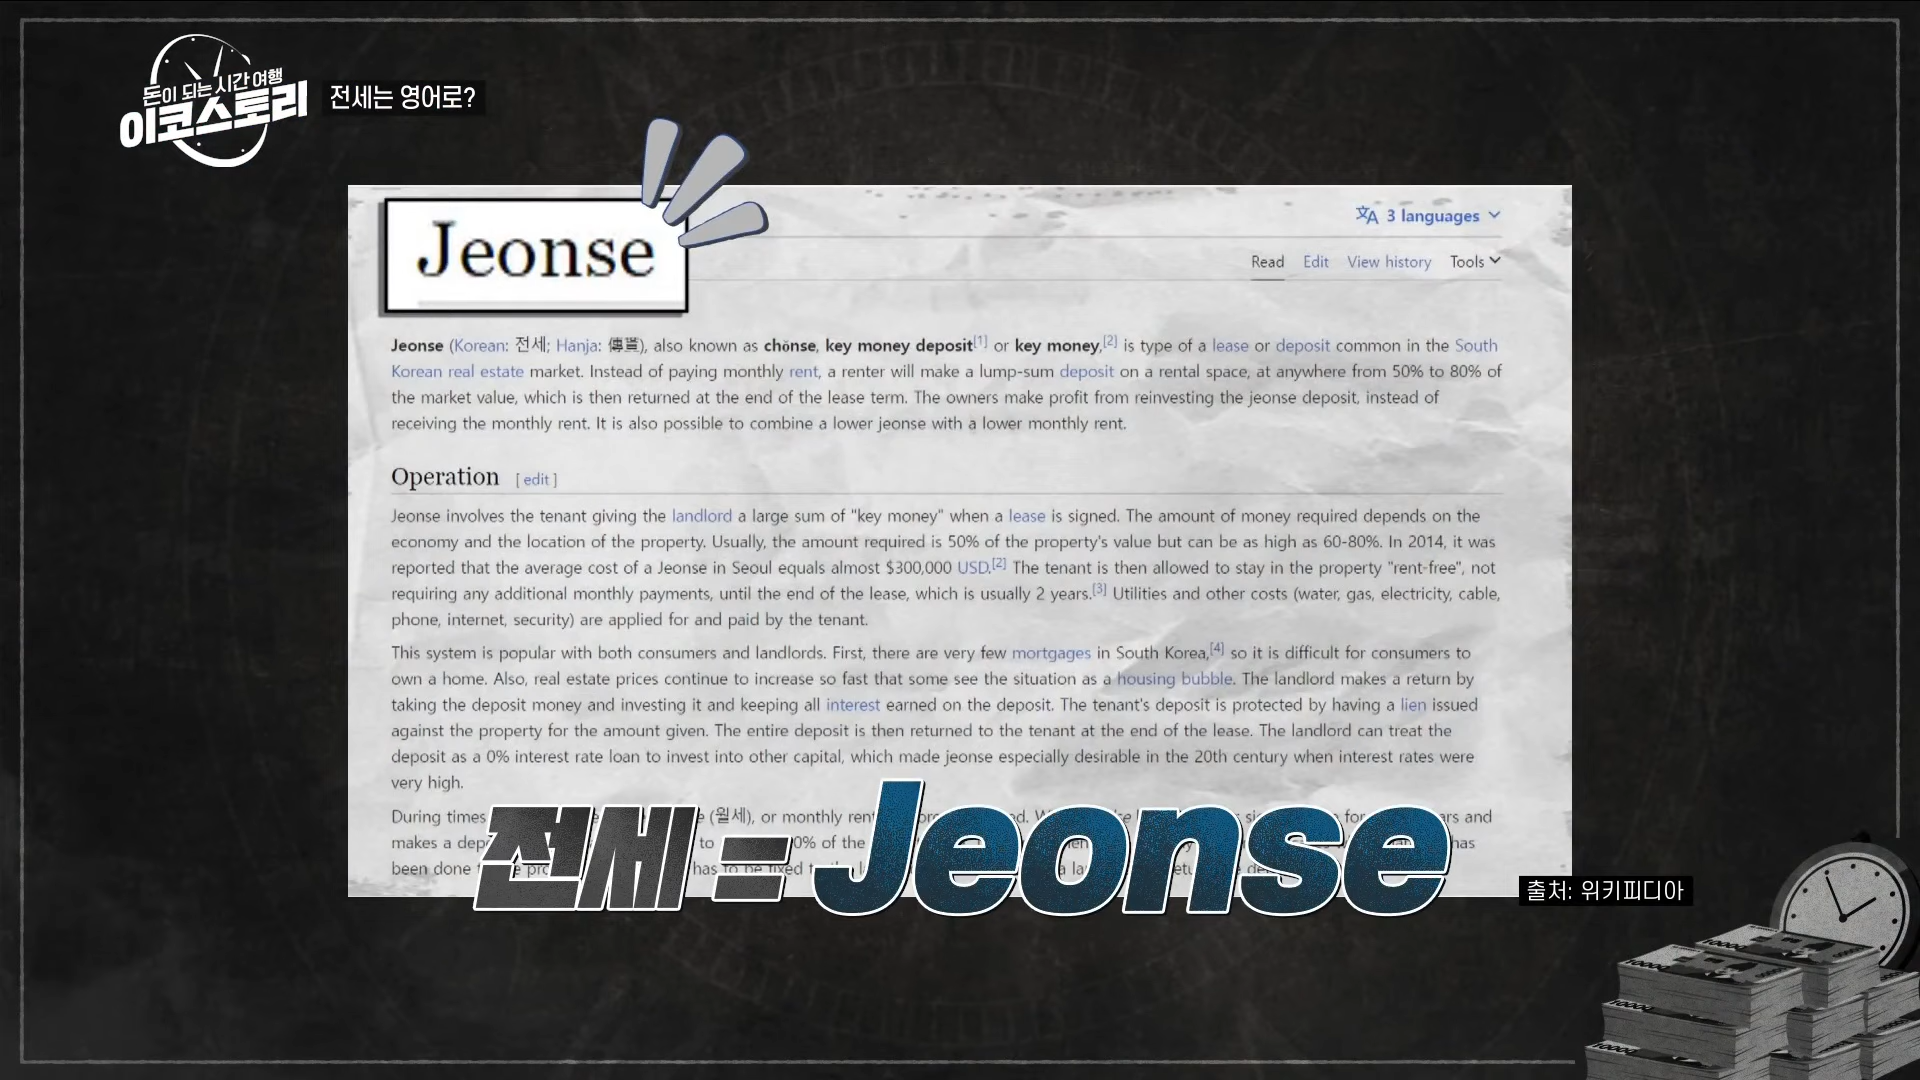 돈이 되는 시간 여행
이코스토리
전세는 영어로?
Jeonse
3 languages
Read Edit View history Tools
Jeonse (Korean: 전세; Hanja: 傳貰), also known as chŏnse, key money deposit[1] or key money,[2] is type of a lease or deposit common in the South
Korean real estate market. Instead of paying monthly rent, a renter will make a lump-sum deposit on a rental space, at anywhere from 50% to 80% of
the market value, which is then returned at the end of the lease term. The owners make profit from reinvesting the jeonse deposit, instead of
receiving the monthly rent. It is also possible to combine a lower jeonse with a lower monthly rent.
Operation [ edit ]
Jeonse involves the tenant giving the landlord a large sum of "key money" when a lease is signed. The amount of money required depends on the
economy and the location of the property. Usually, the amount required is 50% of the property's value but can be as high as 60-80%. In 2014, it was
reported that the average cost of a Jeonse in Seoul equals almost $300,000 USD.[2] The tenant is then allowed to stay in the property "rent-free", not
requiring any additional monthly payments, until the end of the lease, which is usually 2 years.[3] Utilities and other costs (water, gas, electricity, cable,
phone, internet, security) are applied for and paid by the tenant.
This system is popular with both consumers and landlords. First, there are very few mortgages in South Korea,[4] so it is difficult for consumers to
own a home. Also, real estate prices continue to increase so fast that some see the situation as a housing bubble. The landlord makes a return by
taking the deposit money and investing it and keeping all interest earned on the deposit. The tenant's deposit is protected by having a lien issued
against the property for the amount given. The entire deposit is then returned to the tenant at the end of the lease. The landlord can treat the
deposit as a 0% interest rate loan to invest into other capital, which made jeonse especially desirable in the 20th century when interest rates were
very high.
During times (월세), or monthly and
makes a to of the has
been done has to be fixed
전세 = Jeonse
출처: 위키피디아
10000
10000
10000
10000